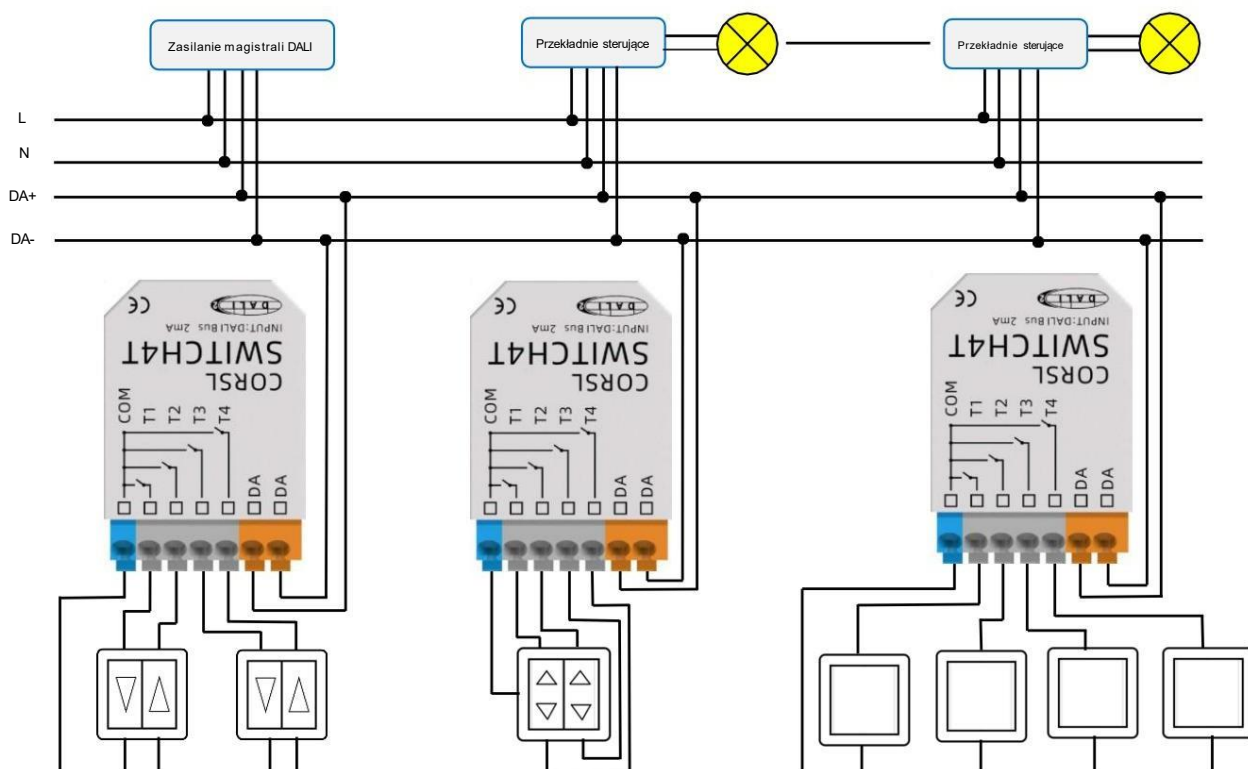 Zasilanie magistrali DALI
Przekładnie sterujące
Przekładnie sterujące
L
N
DA+
DA-
CE
DALI
INPUT:DALI Bus 2mA
SWITCH4T
CORSL
COM
T1
T2
T3
T4
DA
DA
CE
DALI
INPUT:DALI Bus 2mA
SWITCH4T
CORSL
COM
T1
T2
T3
T4
DA
DA
CE
DALI
INPUT:DALI Bus 2mA
SWITCH4T
CORSL
COM
T1
T2
T3
T4
DA
DA